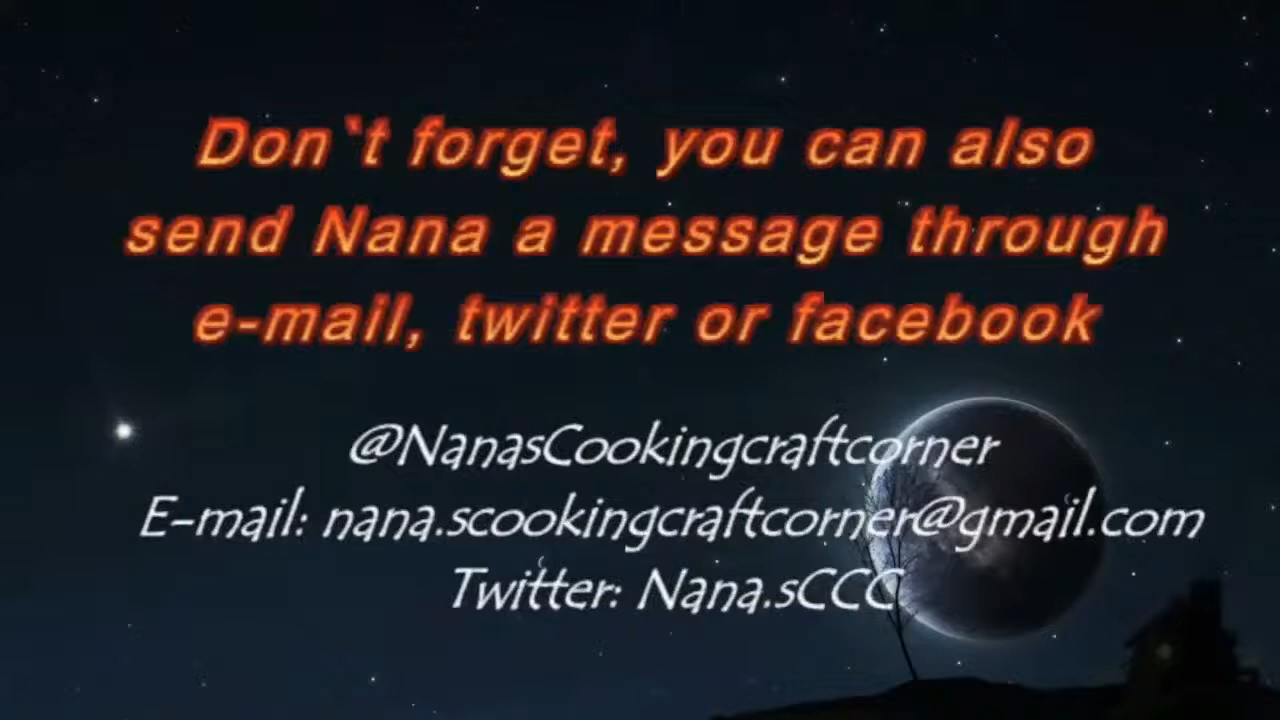 Don`t forget, you can also
send Nana a message through
e-mail, twitter or facebook
@NanasCookingcraftcorner
E-mail: nana.scookingcraftcorner@gmail.com
Twitter: Nana.sCCC